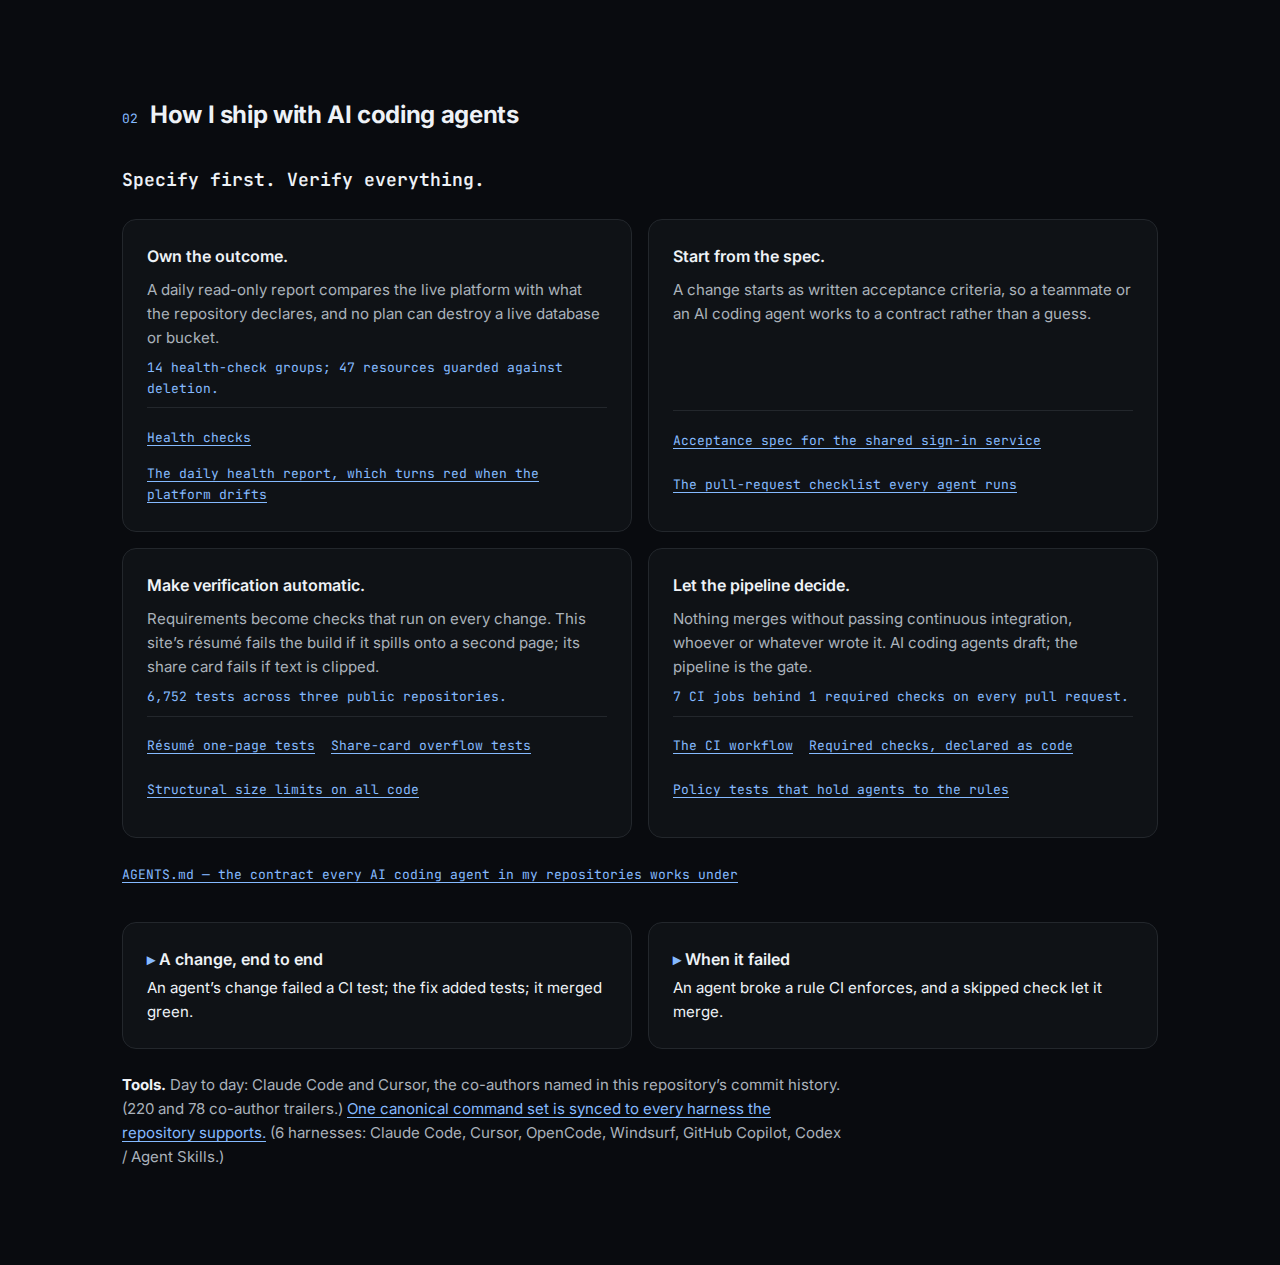 02 How I ship with AI coding agents
Specify first. Verify everything.
Own the outcome.
A daily read-only report compares the live platform with what
the repository declares, and no plan can destroy a live database
or bucket.
14 health-check groups; 47 resources guarded against
deletion.
Health checks
The daily health report, which turns red when the
platform drifts
Start from the spec.
A change starts as written acceptance criteria, so a teammate or
an AI coding agent works to a contract rather than a guess.
Acceptance spec for the shared sign-in service
The pull-request checklist every agent runs
Make verification automatic.
Requirements become checks that run on every change. This
site’s résumé fails the build if it spills onto a second page; its
share card fails if text is clipped.
6,752 tests across three public repositories.
Résumé one-page tests Share-card overflow tests
Structural size limits on all code
Let the pipeline decide.
Nothing merges without passing continuous integration,
whoever or whatever wrote it. AI coding agents draft; the
pipeline is the gate.
7 CI jobs behind 1 required checks on every pull request.
The CI workflow Required checks, declared as code
Policy tests that hold agents to the rules
AGENTS.md — the contract every AI coding agent in my repositories works under
▸ A change, end to end
An agent’s change failed a CI test; the fix added tests; it merged
green.
▸ When it failed
An agent broke a rule CI enforces, and a skipped check let it
merge.
Tools. Day to day: Claude Code and Cursor, the co-authors named in this repository’s commit history.
(220 and 78 co-author trailers.) One canonical command set is synced to every harness the
repository supports. (6 harnesses: Claude Code, Cursor, OpenCode, Windsurf, GitHub Copilot, Codex
/ Agent Skills.)